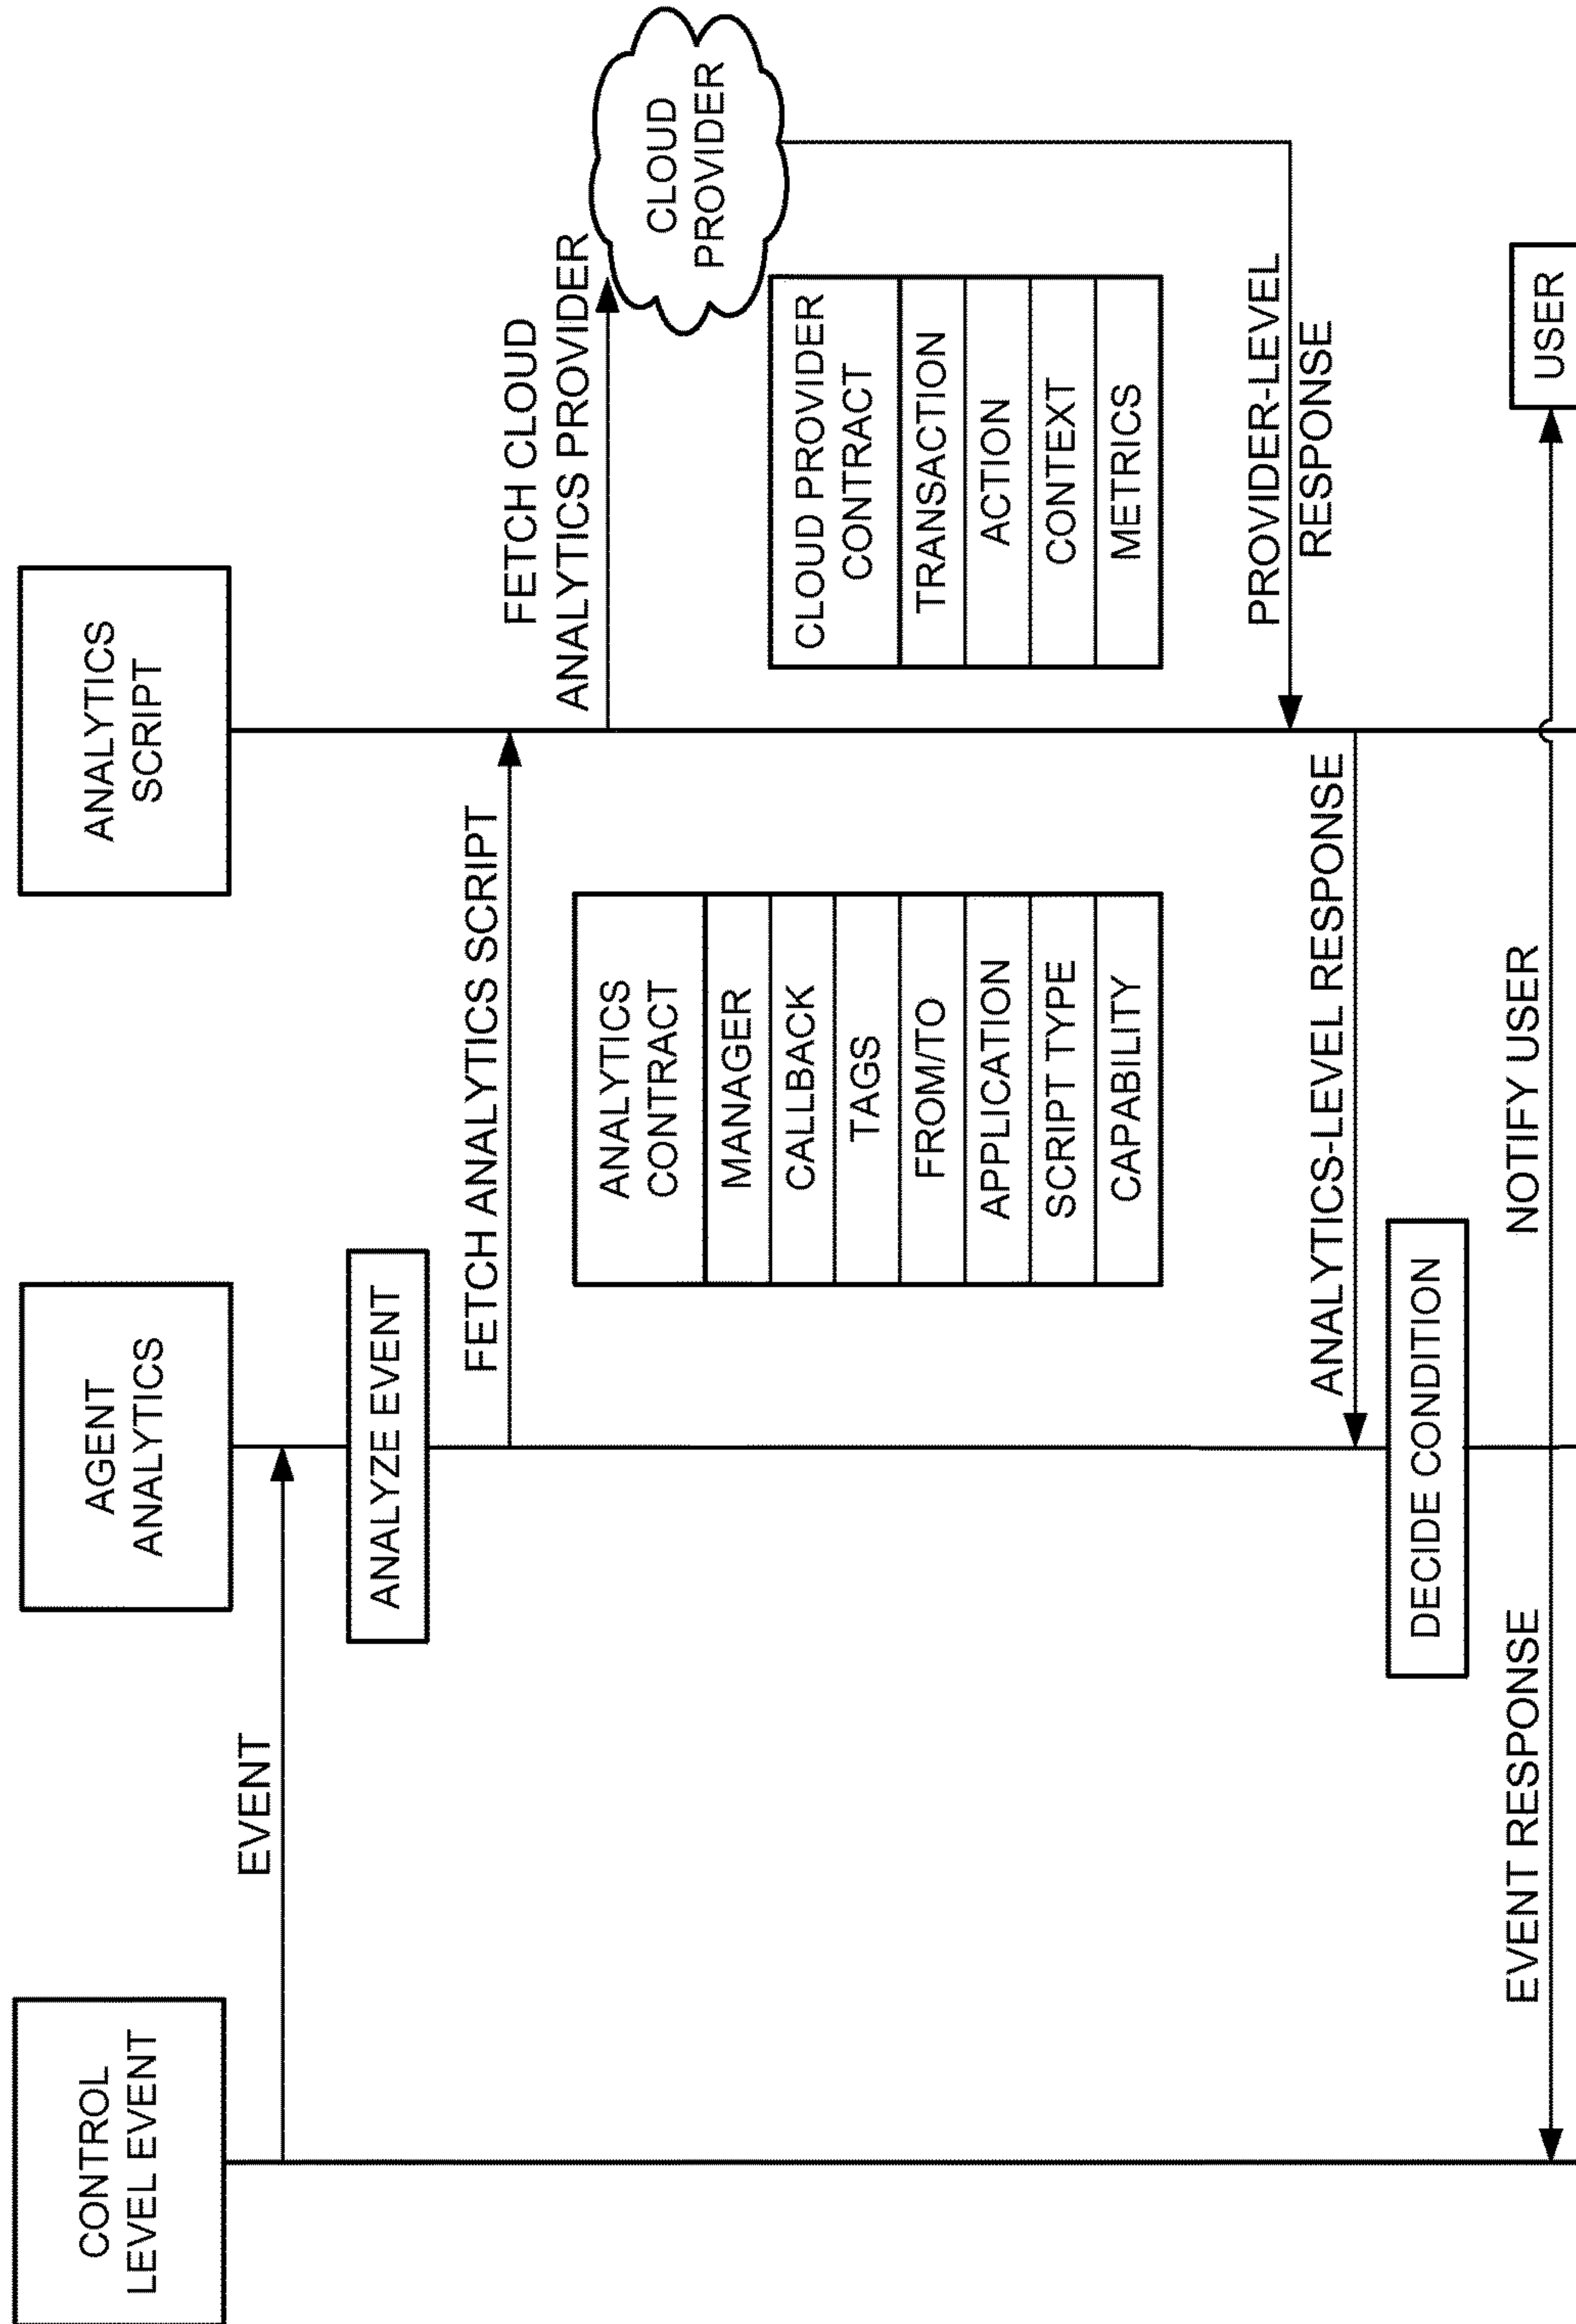 CONTROL
LEVEL EVENT
AGENT
ANALYTICS
ANALYTICS
SCRIPT
EVENT
ANALYZE EVENT
FETCH ANALYTICS SCRIPT
FETCH CLOUD
ANALYTICS PROVIDER
CLOUD
PROVIDER
ANALYTICS
CONTRACT
MANAGER
CALLBACK
TAGS
FROM/TO
APPLICATION
SCRIPT TYPE
CAPABILITY
CLOUD PROVIDER
CONTRACT
TRANSACTION
ACTION
CONTEXT
METRICS
PROVIDER-LEVEL
RESPONSE
ANALYTICS-LEVEL RESPONSE
DECIDE CONDITION
EVENT RESPONSE
NOTIFY USER
USER